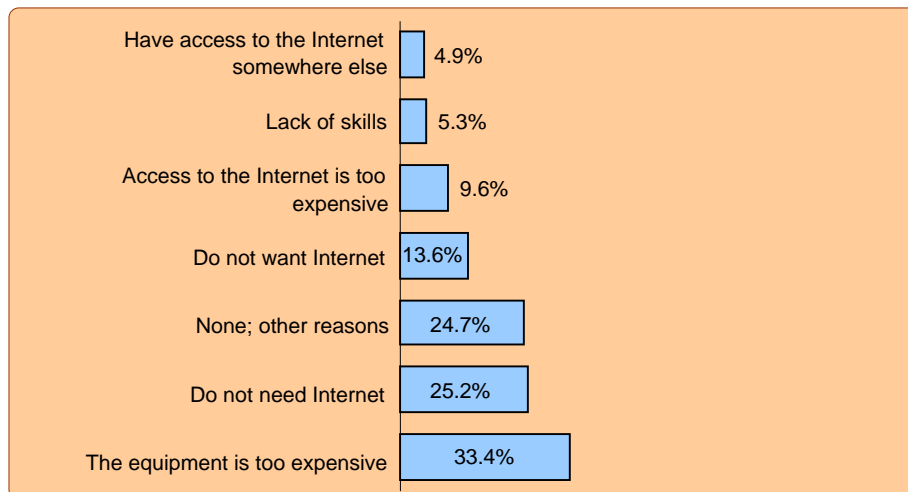 Have access to the Internet
somewhere else
4.9%
Lack of skills
5.3%
Access to the Internet is too
expensive
9.6%
Do not want Internet
13.6%
None; other reasons
24.7%
Do not need Internet
25.2%
The equipment is too expensive
33.4%